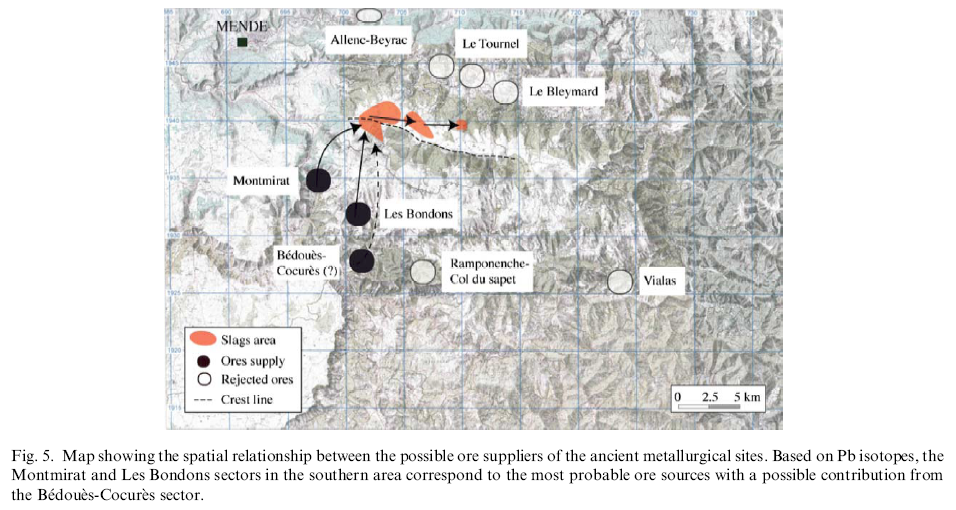 MENDE
Allenc-Beyrac
Le Tournel
Le Bleymard
Montmirat
Les Bondons
Bédouès-
Cocurès (?)
Ramponenche-
Col du sapet
Vialas
Slags area
Ores supply
Rejected ores
Crest line
0 2.5 5 km
Fig. 5. Map showing the spatial relationship between the possible ore suppliers of the ancient metallurgical sites. Based on Pb isotopes, the
Montmirat and Les Bondons sectors in the southern area correspond to the most probable ore sources with a possible contribution from
the Bédouès-Cocurès sector.